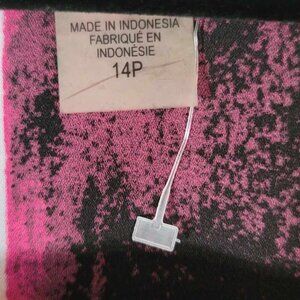 MADE IN INDONESIA
FABRIQUÉ EN
INDONÉSIE
14P